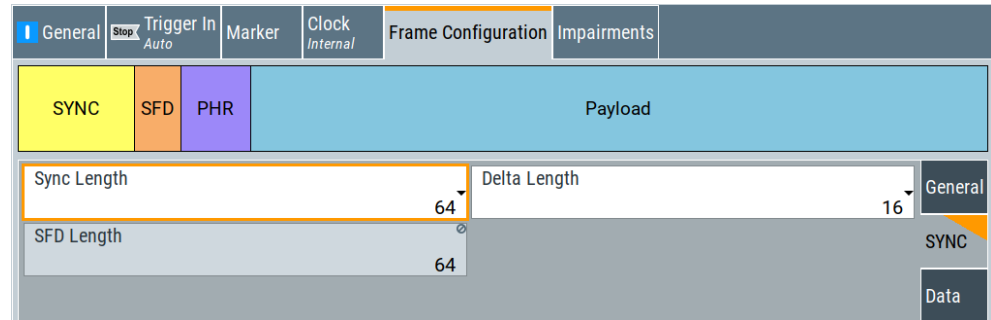 General
Stop
Trigger In
Auto
Marker
Clock
Internal
Frame Configuration
Impairments
SYNC
SFD
PHR
Payload
Sync Length
64
Delta Length
16
SFD Length
64
General
SYNC
Data